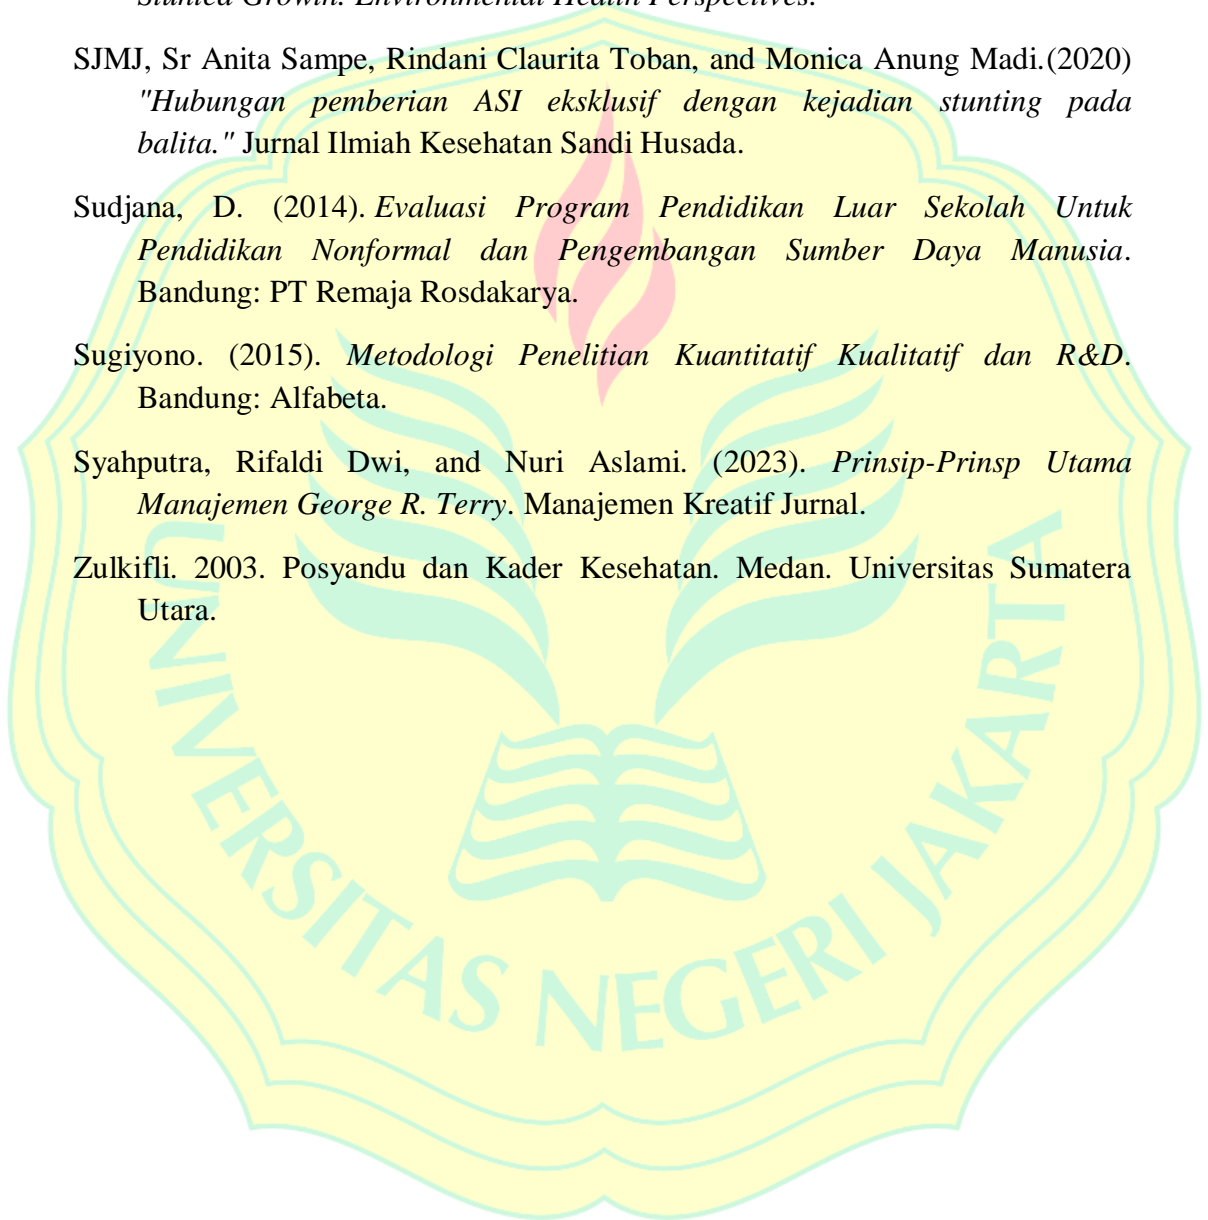 Stunted Growth. Environmental Health Perspectives.
SJMJ, Sr Anita Sampe, Rindani Claurita Toban, and Monica Anung Madi.(2020)
"Hubungan pemberian ASI eksklusif dengan kejadian stunting pada
balita." Jurnal Ilmiah Kesehatan Sandi Husada.
Sudjana, D. (2014). Evaluasi Program Pendidikan Luar Sekolah Untuk
Pendidikan Nonformal dan Pengembangan Sumber Daya Manusia.
Bandung: PT Remaja Rosdakarya.
Sugiyono. (2015). Metodologi Penelitian Kuantitatif Kualitatif dan R&D.
Bandung: Alfabeta.
Syahputra, Rifaldi Dwi, and Nuri Aslami. (2023). Prinsip-Prinsp Utama
Manajemen George R. Terry. Manajemen Kreatif Jurnal.
Zulkifli. 2003. Posyandu dan Kader Kesehatan. Medan. Universitas Sumatera
Utara.
UNIVERSITAS NEGERI JAKARTA